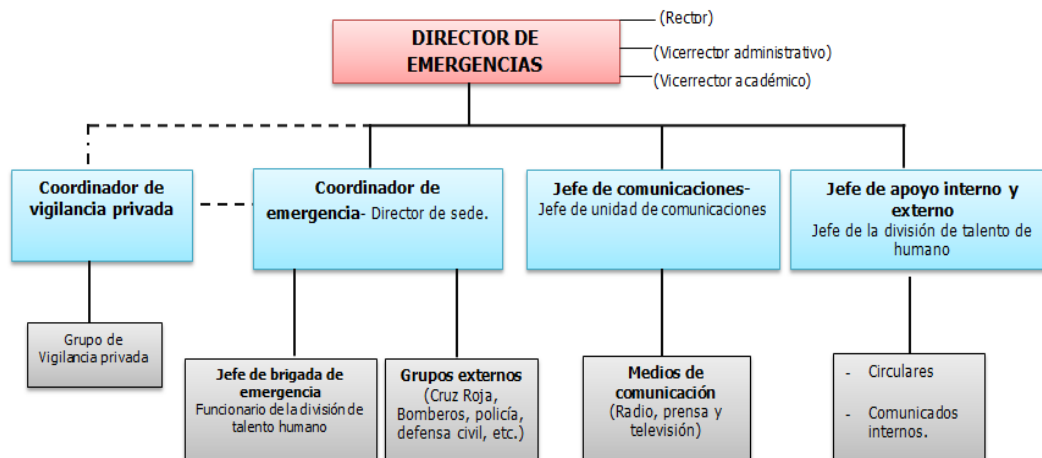 DIRECTOR DE
EMERGENCIAS
(Rector)
(Vicerrector administrativo)
(Vicerrector académico)
Coordinador de
vigilancia privada
Coordinador de
emergencia- Director de sede.
Jefe de comunicaciones-
Jefe de unidad de comunicaciones
Jefe de apoyo interno y
externo
Jefe de la división de talento de
humano
Grupo de
Vigilancia privada
Jefe de brigada de
emergencia
Funcionario de la división de
talento humano
Grupos externos
(Cruz Roja,
Bomberos, policía,
defensa civil, etc.)
Medios de
comunicación
(Radio, prensa y
televisión)
- Circulares
- Comunicados
internos.